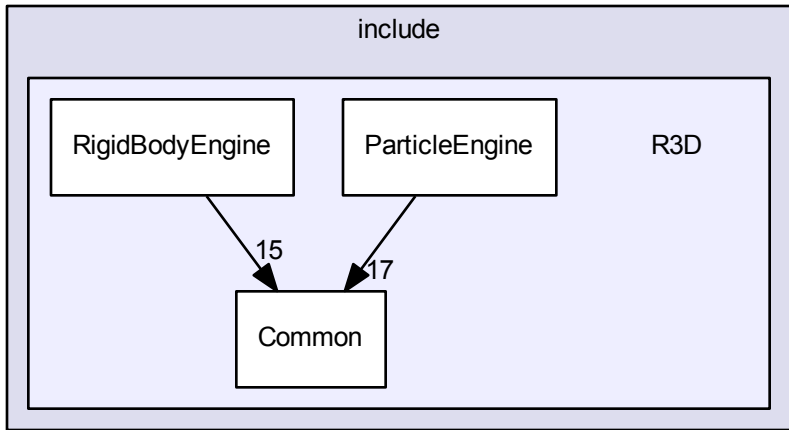 include
RigidBodyEngine
ParticleEngine
R3D
15
17
Common